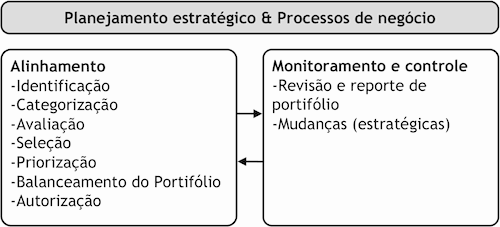 Planejamento estratégico & Processos de negócio
Alinhamento
-Identificação
-Categorização
-Avaliação
-Seleção
-Priorização
-Balanceamento do Portifólio
-Autorização
Monitoramento e controle
-Revisão e reporte de
portifólio
-Mudanças (estratégicas)